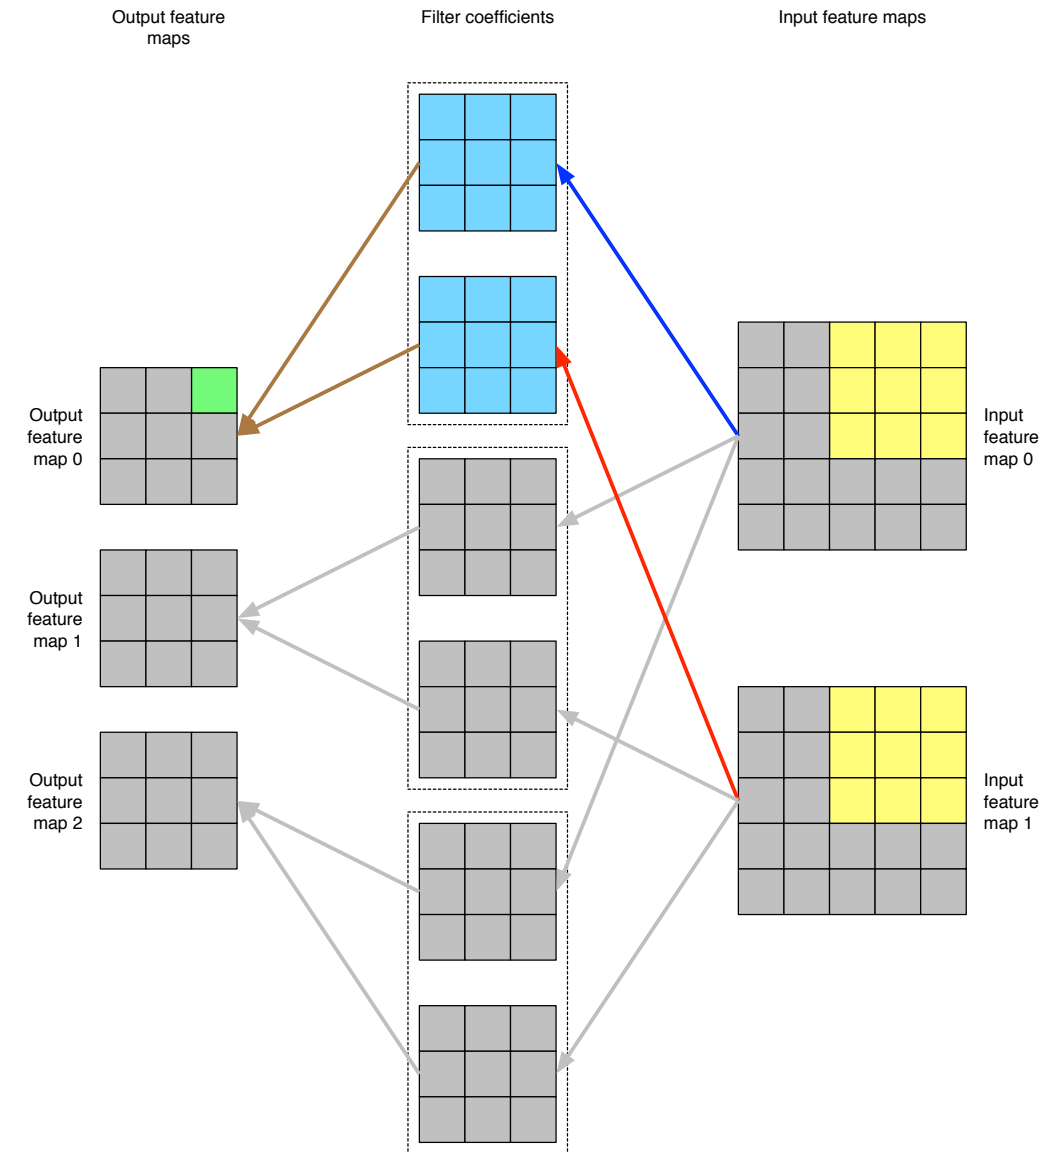 Output feature
maps
Filter coefficients
Input feature maps
Output
feature
map 0
Input
feature
map 0
Output
feature
map 1
Output
feature
map 2
Input
feature
map 1